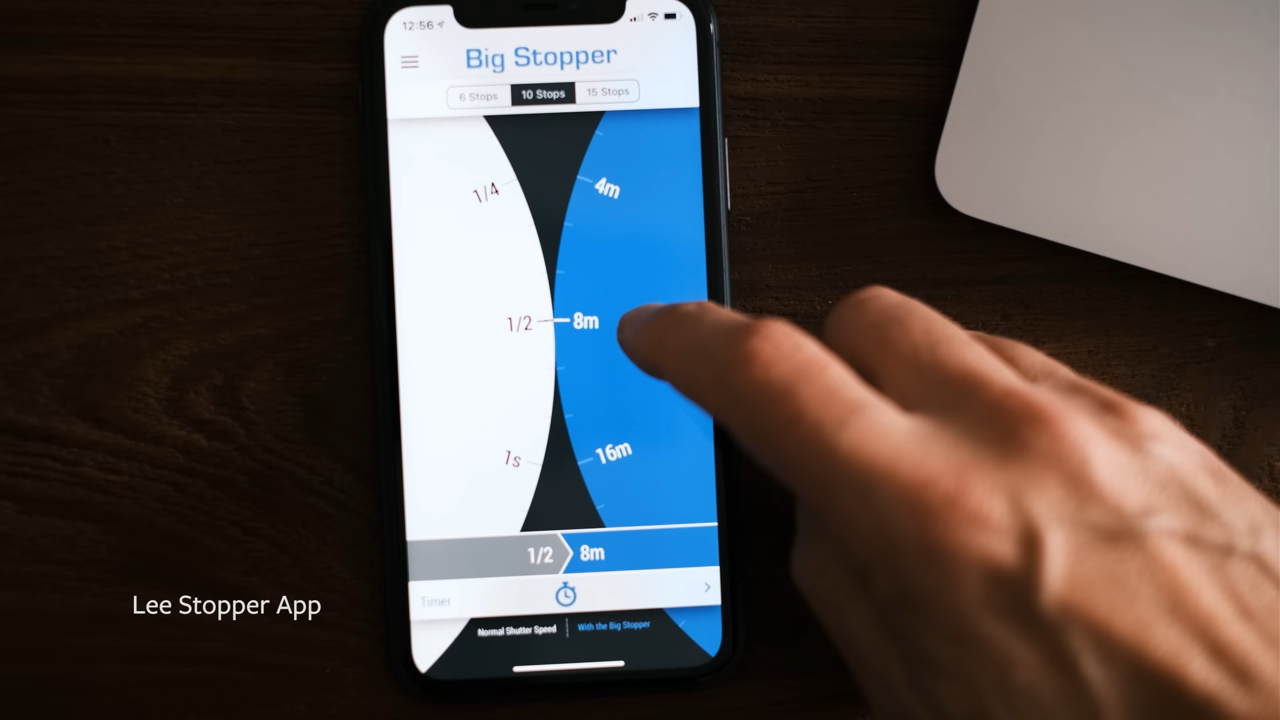 12:56
Big Stopper
6 Stops 10 Stops 15 Stops
1/4 4m
1/2 8m
1s 16m
1/2 8m
Timer
Normal Shutter Speed With the Big Stopper
Lee Stopper App